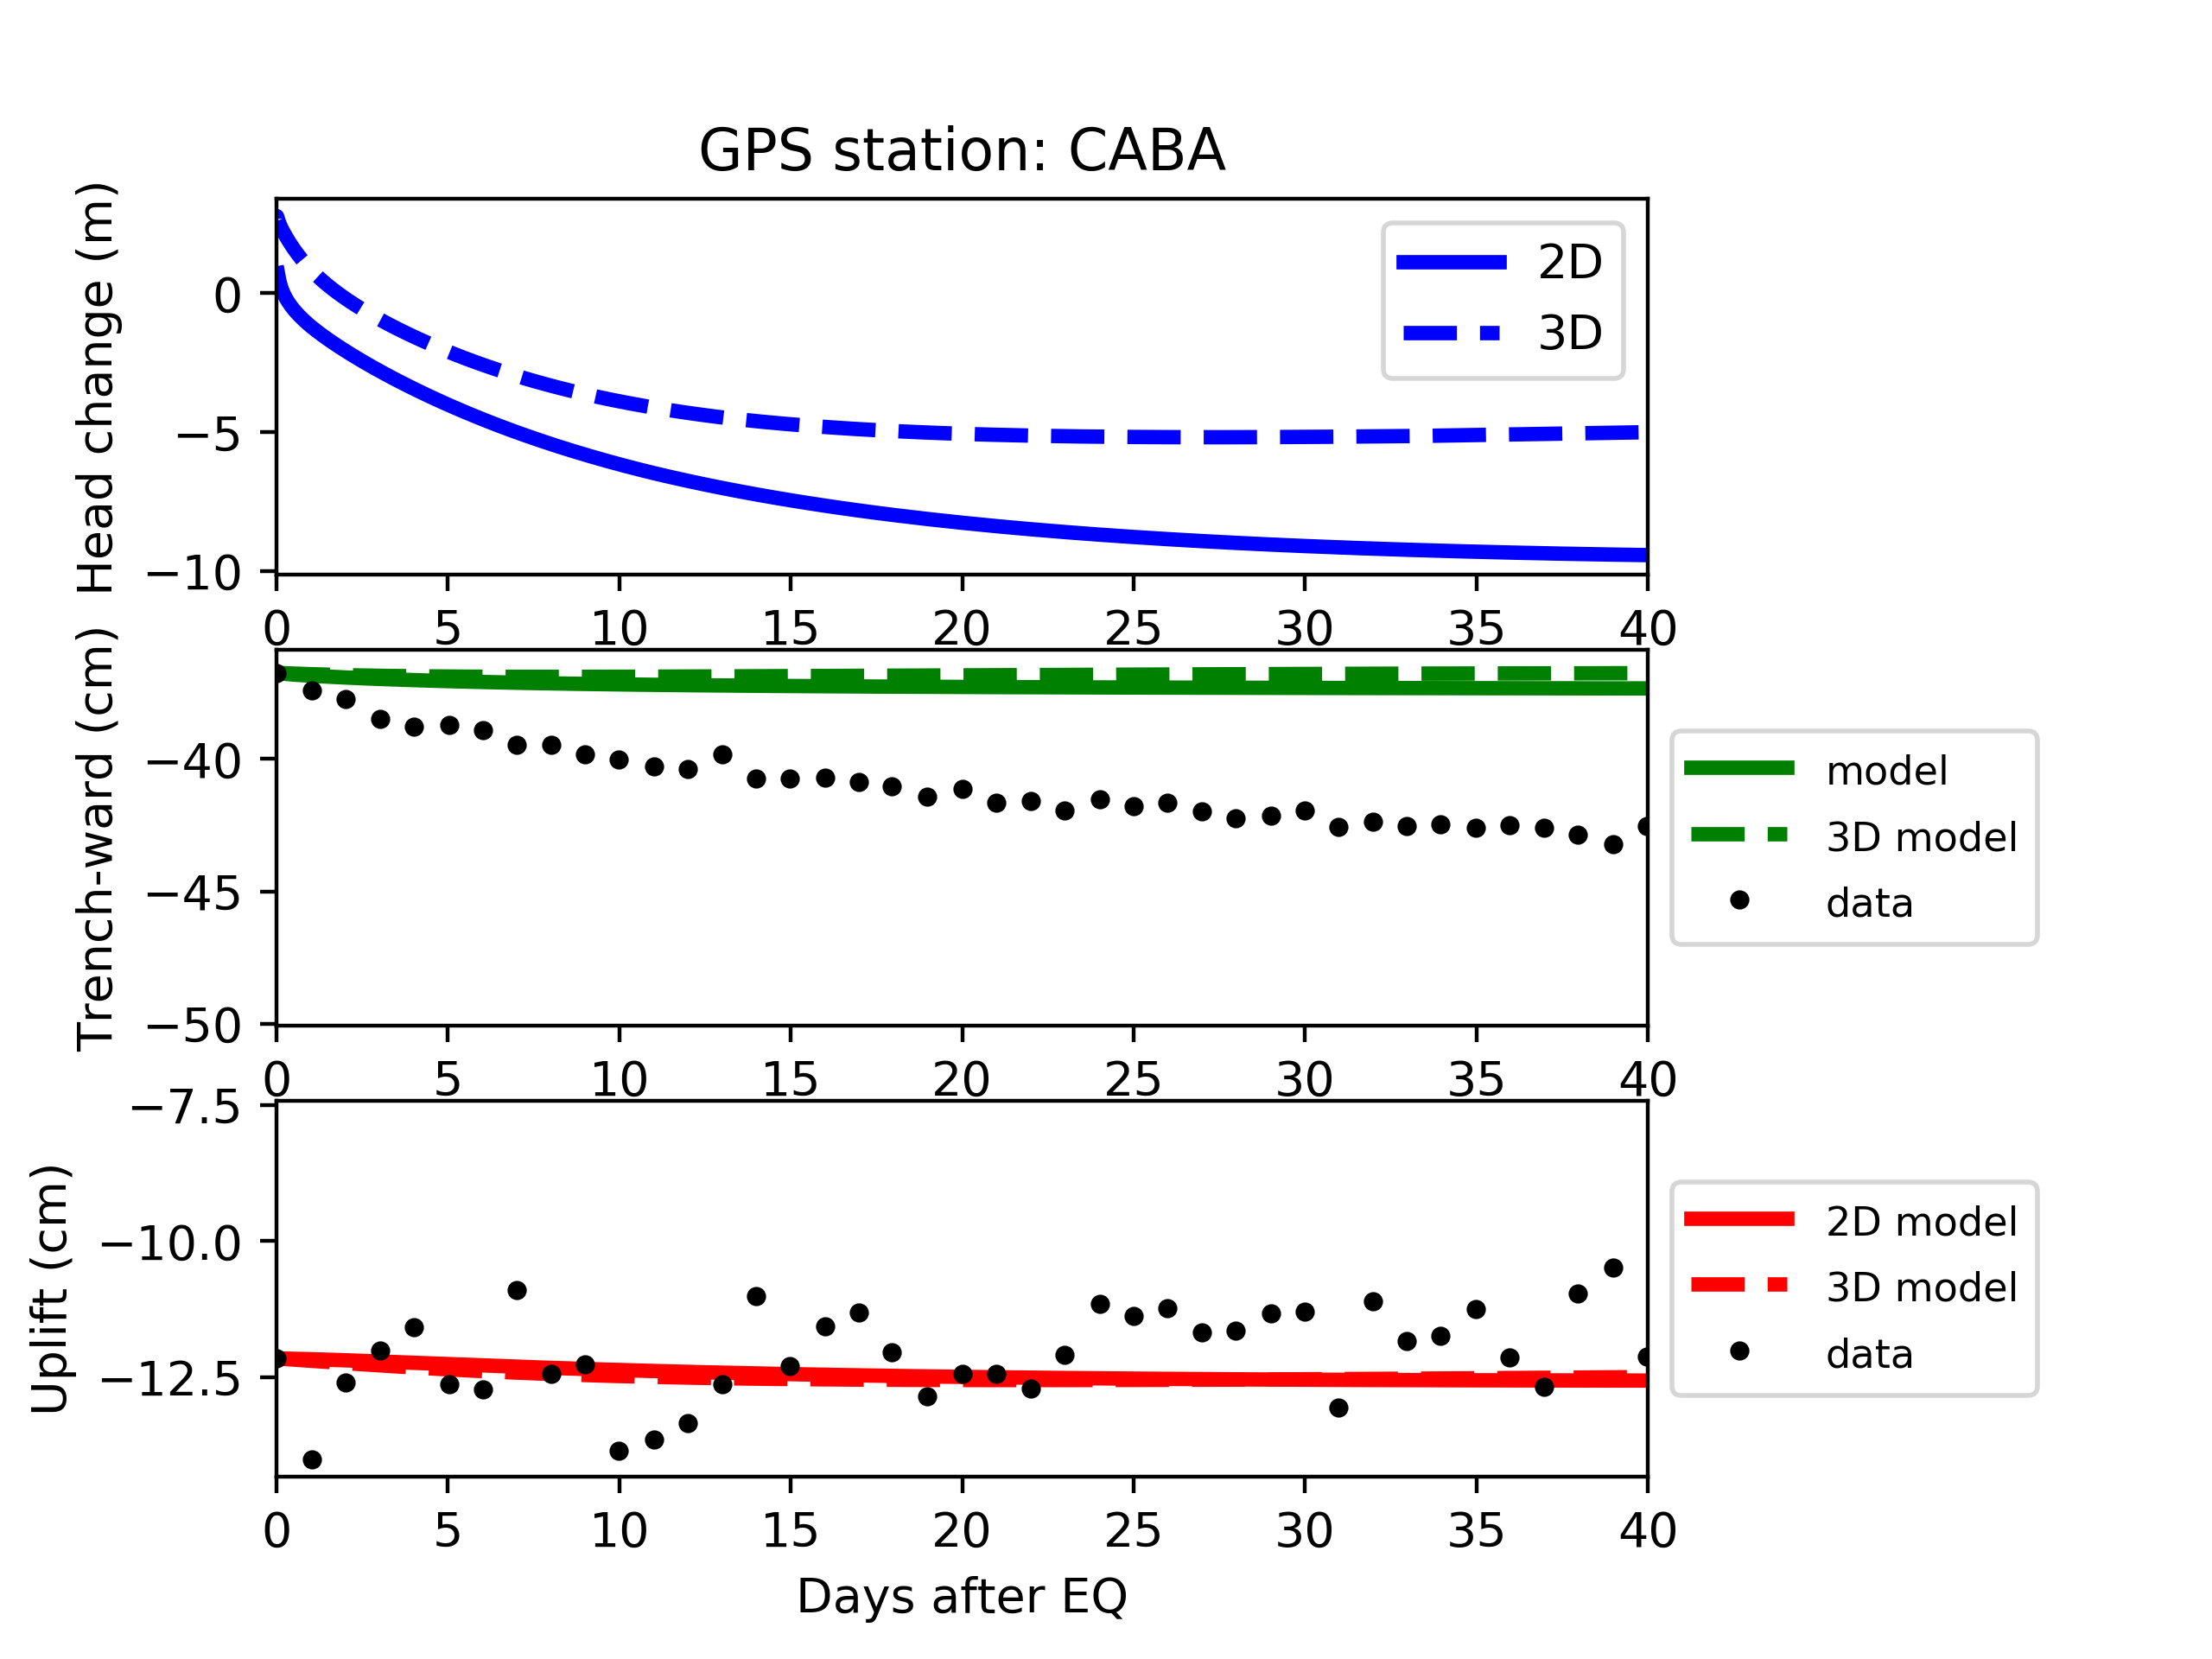 GPS station: CABA
Head change (m)
0
−5
−10
2D
3D
0 5 10 15 20 25 30 35 40
Trench-ward (cm)
−40
−45
−50
model
3D model
data
0 5 10 15 20 25 30 35 40
Uplift (cm)
−7.5
−10.0
−12.5
2D model
3D model
data
0 5 10 15 20 25 30 35 40
Days after EQ